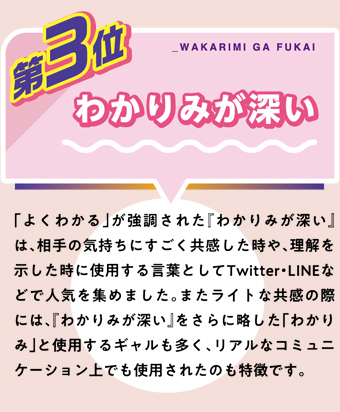 第3位
_WAKARIMI GA FUKAI
わかりみが深い
「よくわかる」が強調された『わかりみが深い』
は、相手の気持ちにすごく共感した時や、理解を
示した時に使用する言葉としてTwitter・LINEな
どで人気を集めました。またライトな共感の際
には、『わかりみが深い』をさらに略した「わかり
み」と使用するギャルも多く、リアルなコミュニ
ケーション上でも使用されたのも特徴です。